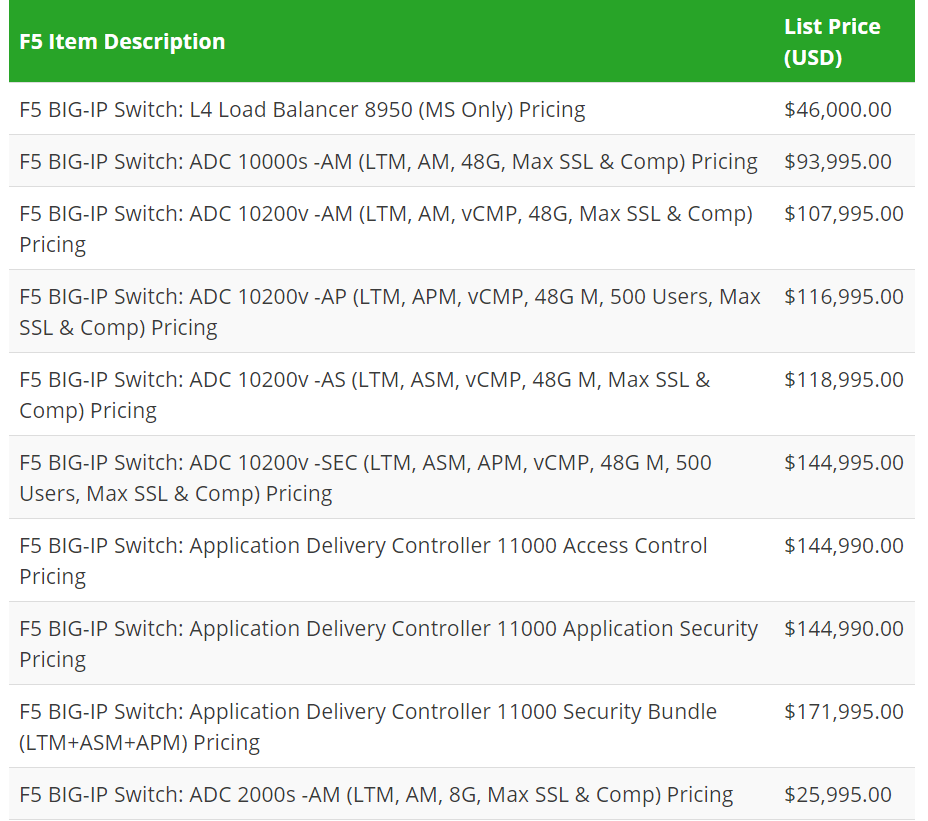 F5 Item Description
List Price
(USD)
F5 BIG-IP Switch: L4 Load Balancer 8950 (MS Only) Pricing
$46,000.00
F5 BIG-IP Switch: ADC 10000s -AM (LTM, AM, 48G, Max SSL & Comp) Pricing
$93,995.00
F5 BIG-IP Switch: ADC 10200v -AM (LTM, AM, vCMP, 48G, Max SSL & Comp)
Pricing
$107,995.00
F5 BIG-IP Switch: ADC 10200v -AP (LTM, APM, vCMP, 48G M, 500 Users, Max
SSL & Comp) Pricing
$116,995.00
F5 BIG-IP Switch: ADC 10200v -AS (LTM, ASM, vCMP, 48G M, Max SSL &
Comp) Pricing
$118,995.00
F5 BIG-IP Switch: ADC 10200v -SEC (LTM, ASM, APM, vCMP, 48G M, 500
Users, Max SSL & Comp) Pricing
$144,995.00
F5 BIG-IP Switch: Application Delivery Controller 11000 Access Control
Pricing
$144,990.00
F5 BIG-IP Switch: Application Delivery Controller 11000 Application Security
Pricing
$144,990.00
F5 BIG-IP Switch: Application Delivery Controller 11000 Security Bundle
(LTM+ASM+APM) Pricing
$171,995.00
F5 BIG-IP Switch: ADC 2000s -AM (LTM, AM, 8G, Max SSL & Comp) Pricing
$25,995.00